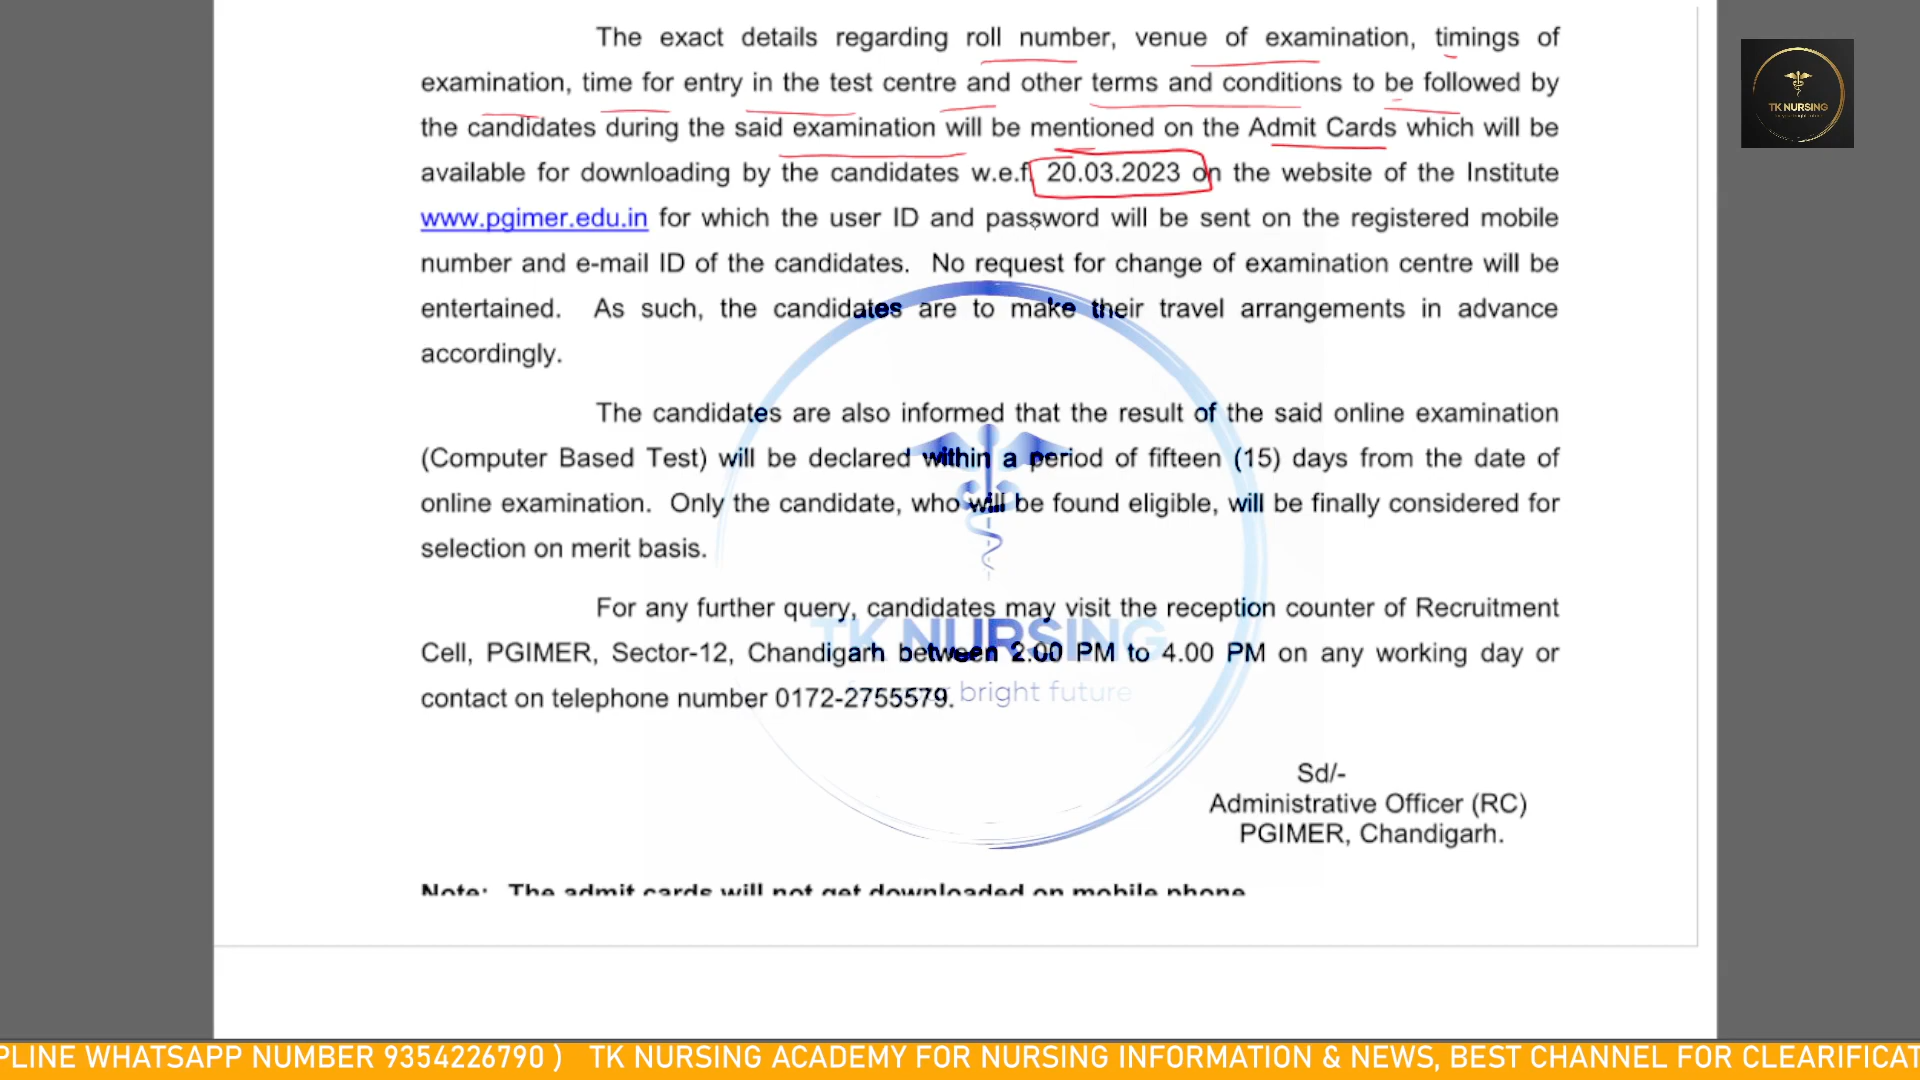 The exact details regarding roll number, venue of examination, timings of
examination, time for entry in the test centre and other terms and conditions to be followed by
the candidates during the said examination will be mentioned on the Admit Cards which will be
available for downloading by the candidates w.e.f. 20.03.2023 on the website of the Institute
www.pgimer.edu.in for which the user ID and password will be sent on the registered mobile
number and e-mail ID of the candidates. No request for change of examination centre will be
entertained. As such, the candidates are to make their travel arrangements in advance
accordingly.
The candidates are also informed that the result of the said online examination
(Computer Based Test) will be declared within a period of fifteen (15) days from the date of
online examination. Only the candidate, who will be found eligible, will be finally considered for
selection on merit basis.
For any further query, candidates may visit the reception counter of Recruitment
Cell, PGIMER, Sector-12, Chandigarh between 2.00 PM to 4.00 PM on any working day or
contact on telephone number 0172-2755579.
TK NURSING
bright future
Sd/-
Administrative Officer (RC)
PGIMER, Chandigarh.
Note: The admit cards will not get downloaded on mobile phone
TK NURSING
PLINE WHATSAPP NUMBER 9354226790 ) TK NURSING ACADEMY FOR NURSING INFORMATION & NEWS, BEST CHANNEL FOR CLEARIFICAT